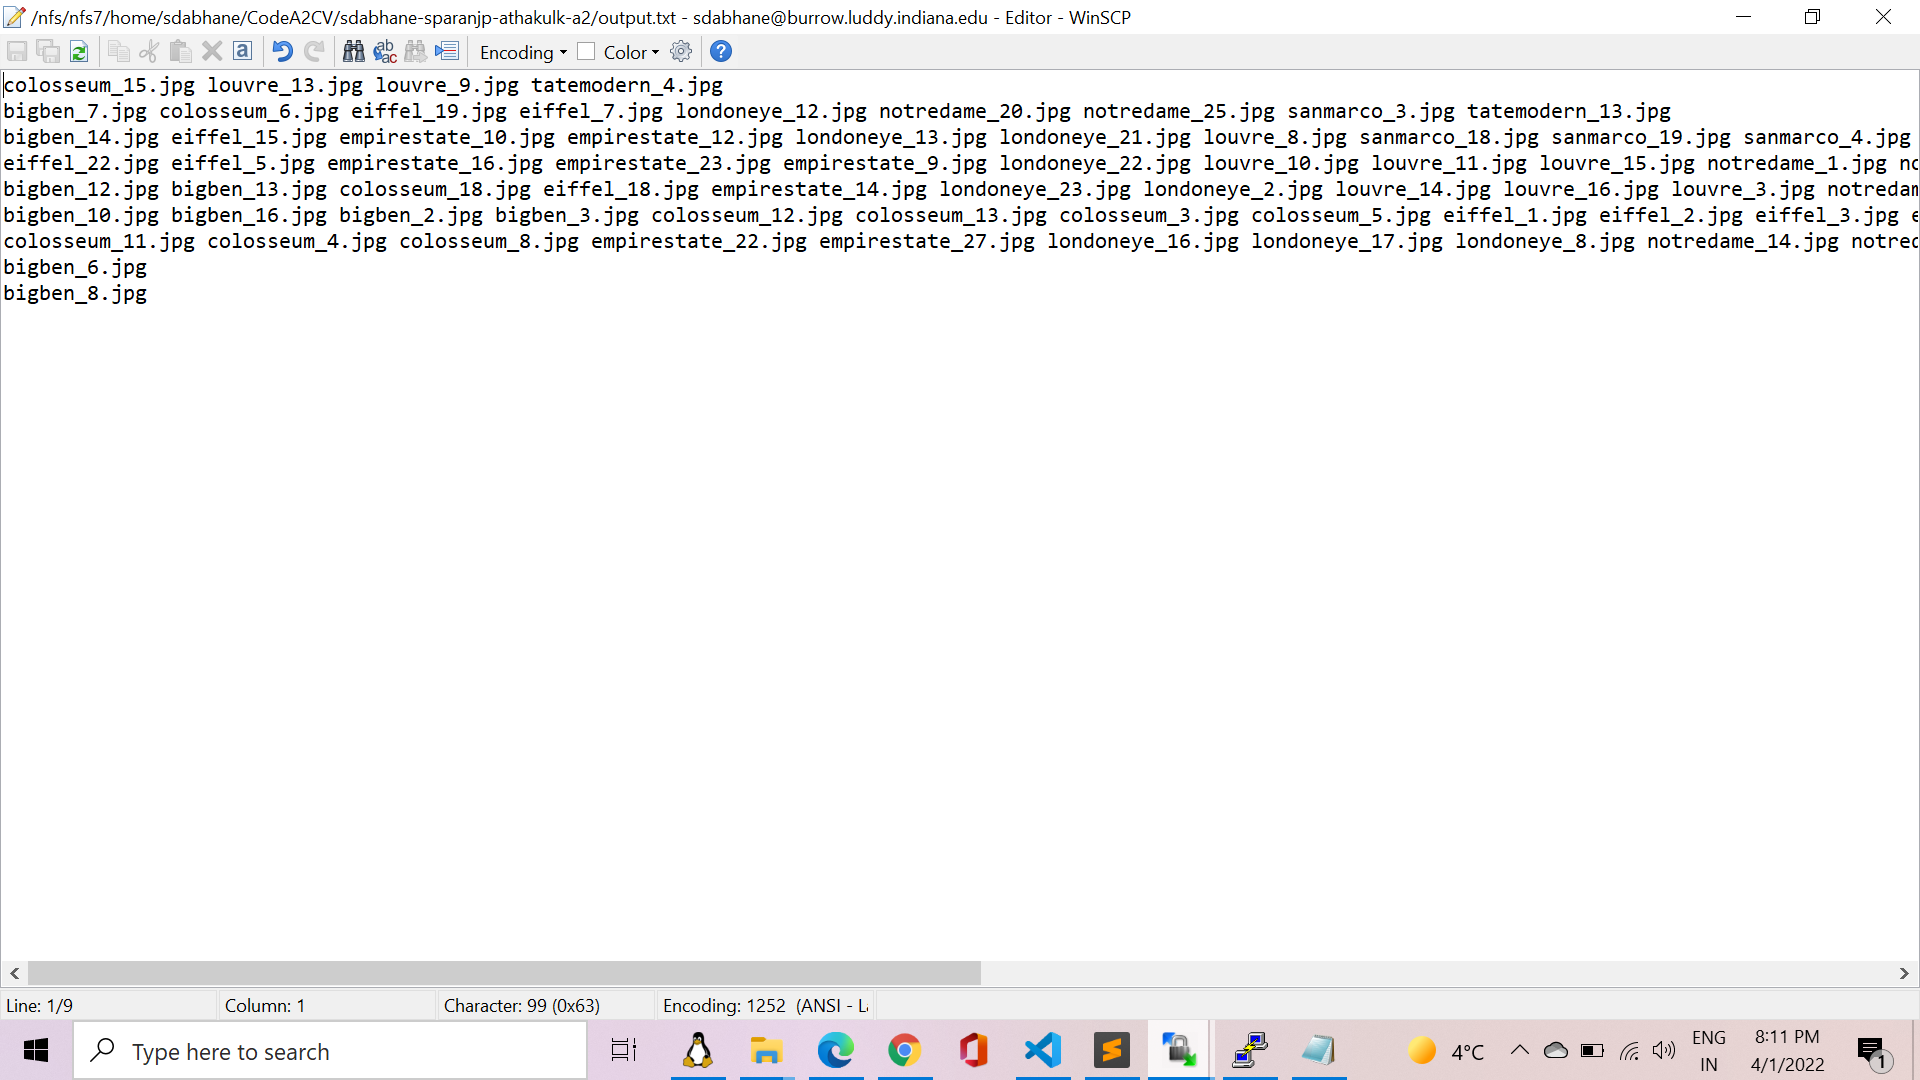 /nfs/nfs7/home/sdabhane/CodeA2CV/sdabhane-sparanjp-athakulk-a2/output.txt - sdabhane@burrow.luddy.indiana.edu - Editor - WinSCP
Encoding Color
colosseum_15.jpg louvre_13.jpg louvre_9.jpg tatemodern_4.jpg
bigben_7.jpg colosseum_6.jpg eiffel_19.jpg eiffel_7.jpg londoneye_12.jpg notredame_20.jpg notredame_25.jpg sanmarco_3.jpg tatemodern_13.jpg
bigben_14.jpg eiffel_15.jpg empirestate_10.jpg empirestate_12.jpg londoneye_13.jpg londoneye_21.jpg louvre_8.jpg sanmarco_18.jpg sanmarco_19.jpg sanmarco_4.jpg
eiffel_22.jpg eiffel_5.jpg empirestate_16.jpg empirestate_23.jpg empirestate_9.jpg londoneye_22.jpg louvre_10.jpg louvre_11.jpg louvre_15.jpg notredame_1.jpg
bigben_12.jpg bigben_13.jpg colosseum_18.jpg eiffel_18.jpg empirestate_14.jpg londoneye_23.jpg londoneye_2.jpg louvre_14.jpg louvre_16.jpg louvre_3.jpg notredam
bigben_10.jpg bigben_16.jpg bigben_2.jpg bigben_3.jpg colosseum_12.jpg colosseum_13.jpg colosseum_3.jpg colosseum_5.jpg eiffel_1.jpg eiffel_2.jpg eiffel_3.jpg
colosseum_11.jpg colosseum_4.jpg colosseum_8.jpg empirestate_22.jpg empirestate_27.jpg londoneye_16.jpg londoneye_17.jpg londoneye_8.jpg notredame_14.jpg notred
bigben_6.jpg
bigben_8.jpg
Line: 1/9 Column: 1 Character: 99 (0x63) Encoding: 1252 (ANSI - L
Type here to search
4°C
ENG
IN
8:11 PM
4/1/2022
1